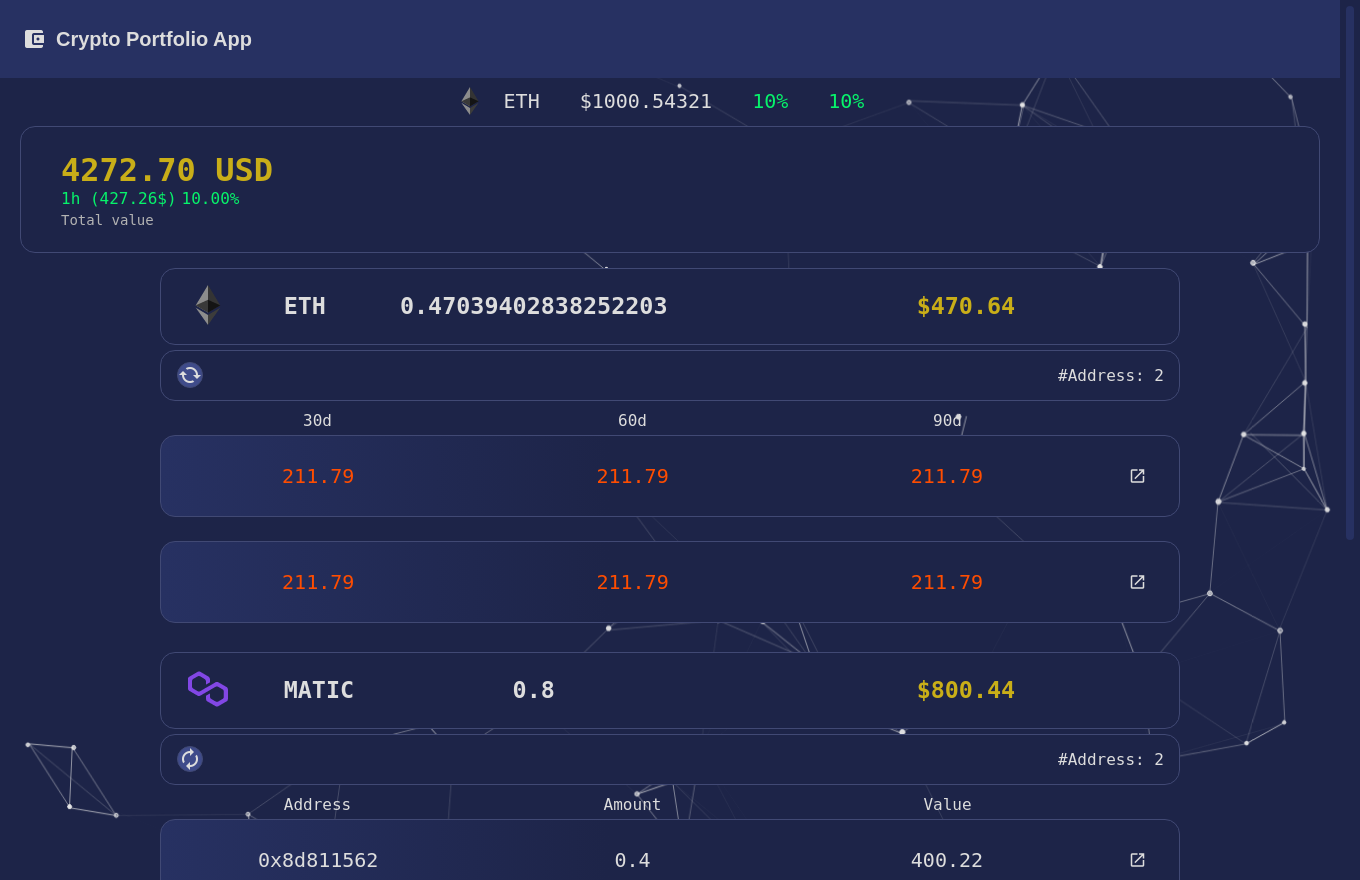 Crypto Portfolio App
ETH $1000.54321 10% 10%
4272.70 USD
1h (427.26$) 10.00%
Total value
ETH 0.47039402838252203 $470.64
#Address: 2
30d 60d 90d
211.79 211.79 211.79
211.79 211.79 211.79
MATIC 0.8 $800.44
#Address: 2
Address Amount Value
0x8d811562 0.4 400.22